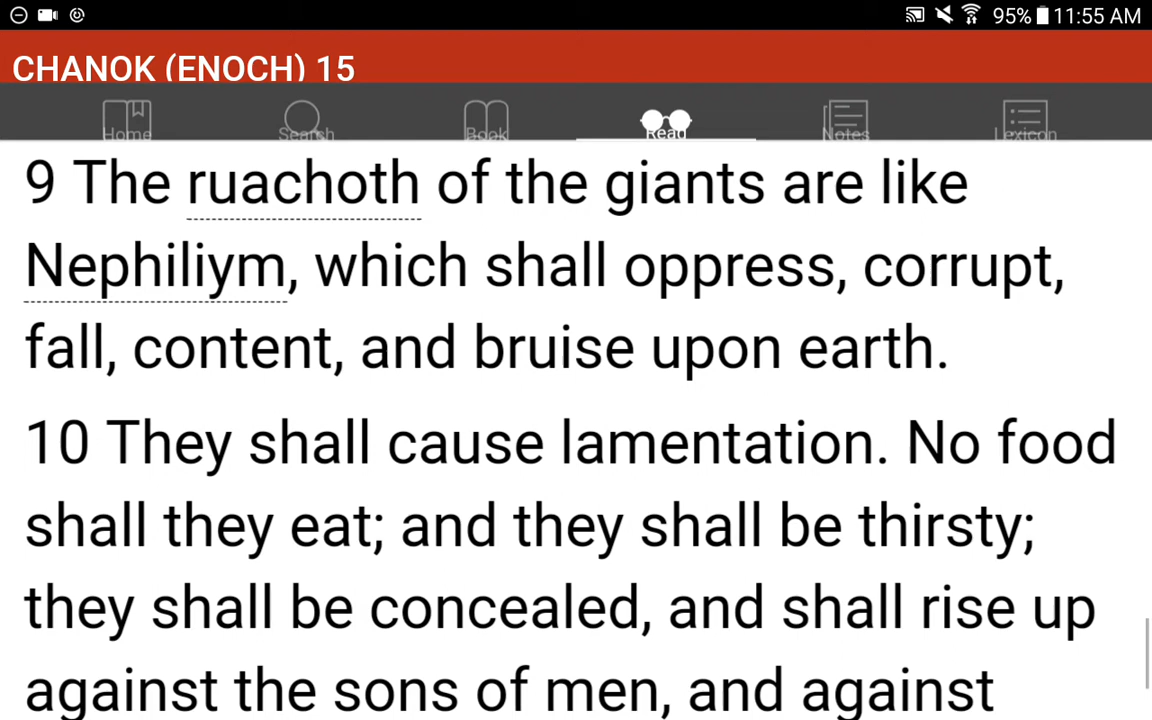 95% 11:55 AM
CHANOK (ENOCH) 15
Home Search Book Read Notes Lexicon
9 The ruachoth of the giants are like
Nephiliym, which shall oppress, corrupt,
fall, content, and bruise upon earth.
10 They shall cause lamentation. No food
shall they eat; and they shall be thirsty;
they shall be concealed, and shall rise up
against the sons of men, and against